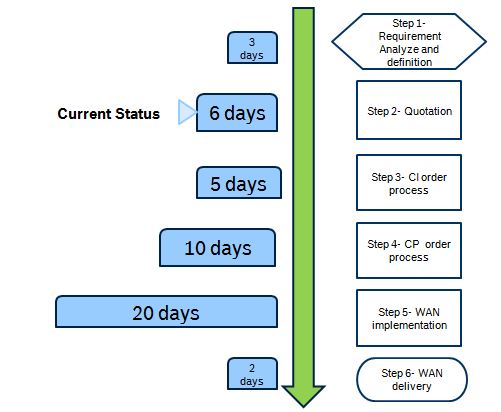 3
days
Step 1-
Requirement
Analyze and
definition
Current Status
6 days
Step 2- Quotation
5 days
Step 3- CI order
process
10 days
Step 4- CP order
process
20 days
Step 5- WAN
implementation
2
days
Step 6- WAN
delivery